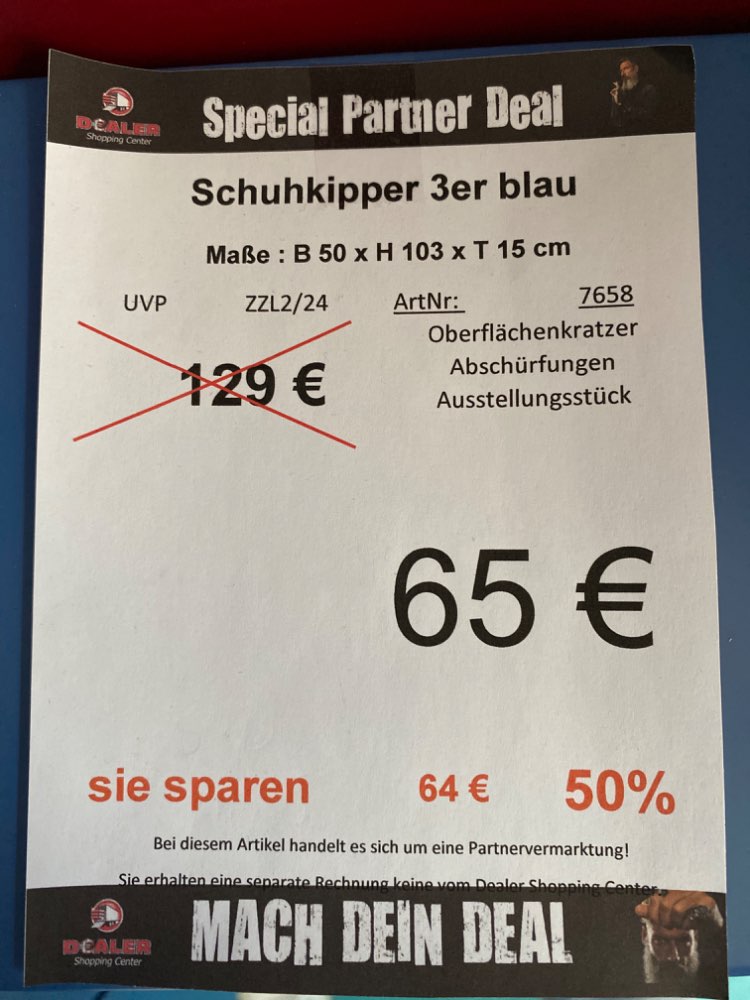 DEALER
Shopping Center
Special Partner Deal
Schuhkipper 3er blau
Maße : B 50 x H 103 x T 15 cm
UVP ZZL2/24 ArtNr: 7658
Oberflächenkratzer
129 € Abschürfungen
Ausstellungsstück
65 €
sie sparen 64 € 50%
Bei diesem Artikel handelt es sich um eine Partnervermarktung!
Sie erhalten eine separate Rechnung keine vom Dealer Shopping Center.
DEALER
Shopping Center
MACH DEIN DEAL